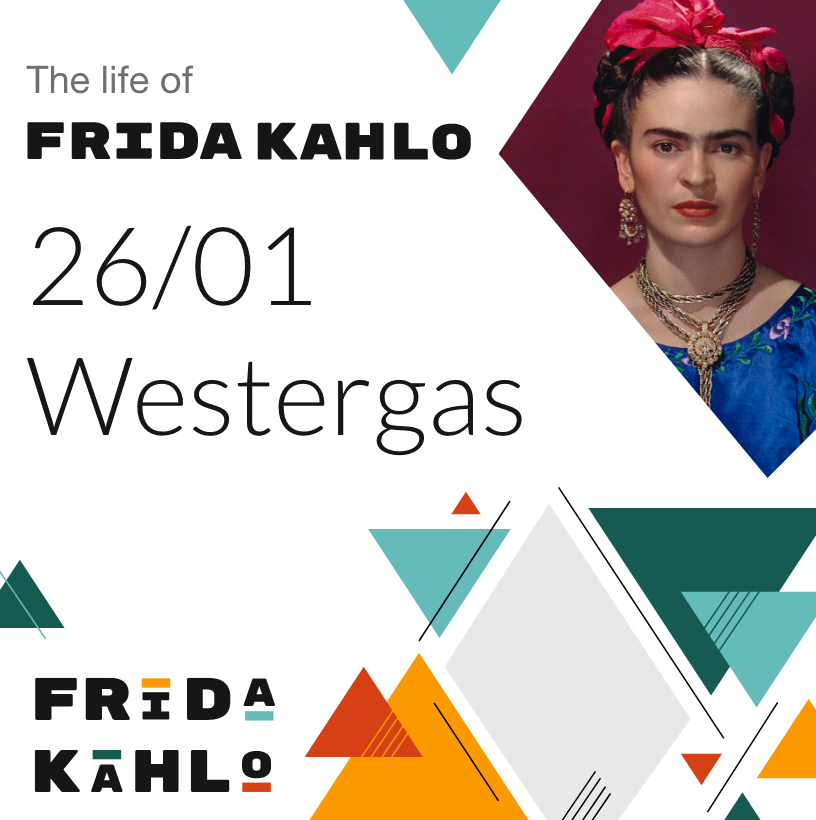 The life of
FRIDA KAHLO
26/01
Westergas
FRIDA
KAHLO